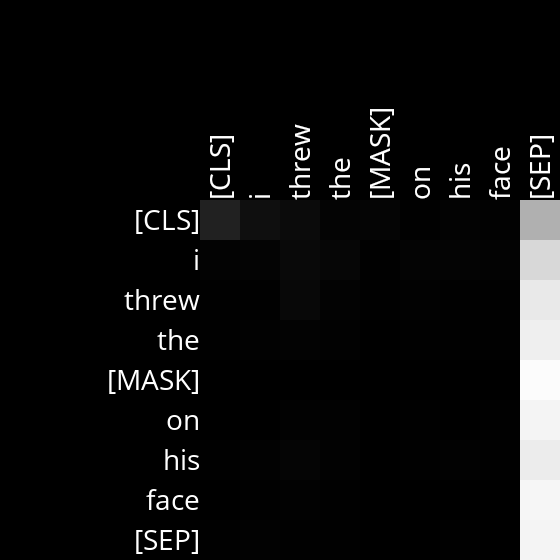 [CLS] i threw the [MASK] on his face [SEP]
[CLS]
i
threw
the
[MASK]
on
his
face
[SEP]